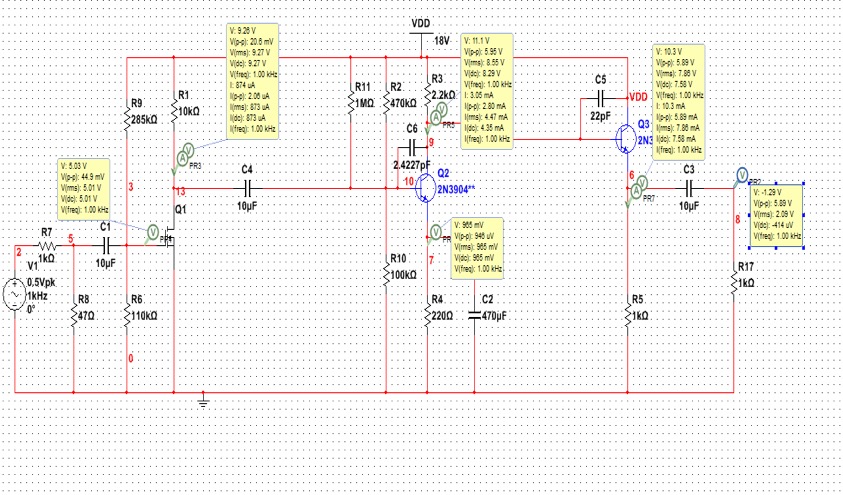 VDD
18V
V: 9.26 V
V(p-p): 20.6 mV
V(rms): 9.27 V
V(dc): 9.27 V
V(freq): 1.00 kHz
I: 874 uA
I(p-p): 2.06 uA
I(rms): 873 uA
I(dc): 873 uA
I(freq): 1.00 kHz
V: 11.1 V
V(p-p): 5.95 V
V(rms): 8.55 V
V(dc): 8.29 V
V(freq): 1.00 kHz
I: 3.05 mA
I(p-p): 2.80 mA
I(rms): 4.47 mA
I(dc): 4.35 mA
I(freq): 1.00 kHz
V: 10.3 V
V(p-p): 5.89 V
V(rms): 7.86 V
V(dc): 7.58 V
V(freq): 1.00 kHz
I: 10.3 mA
I(p-p): 5.89 mA
I(rms): 7.86 mA
I(dc): 7.58 mA
I(freq): 1.00 kHz
R9
285kΩ
R1
10kΩ
R11
1MΩ
R2
470kΩ
R3
2.2kΩ
C5
22pF
VDD
Q3
2N3
C6
2.4227pF
9
PR3
V: 5.03 V
V(p-p): 44.9 mV
V(rms): 5.01 V
V(dc): 5.01 V
V(freq): 1.00 kHz
3
13
C4
10µF
10
Q2
2N3904**
6
PR7
C3
10µF
V: -1.29 V
V(p-p): 5.89 V
V(rms): 2.09 V
V(dc): -414 uV
V(freq): 1.00 kHz
8
Q1
R7
1kΩ
5
C1
10µF
2
V1
0.5Vpk
1kHz
0°
V: 965 mV
V(p-p): 946 uV
V(rms): 965 mV
V(dc): 965 mV
V(freq): 1.00 kHz
7
R10
100kΩ
R17
1kΩ
R8
47Ω
R6
110kΩ
R4
220Ω
C2
470µF
R5
1kΩ
0